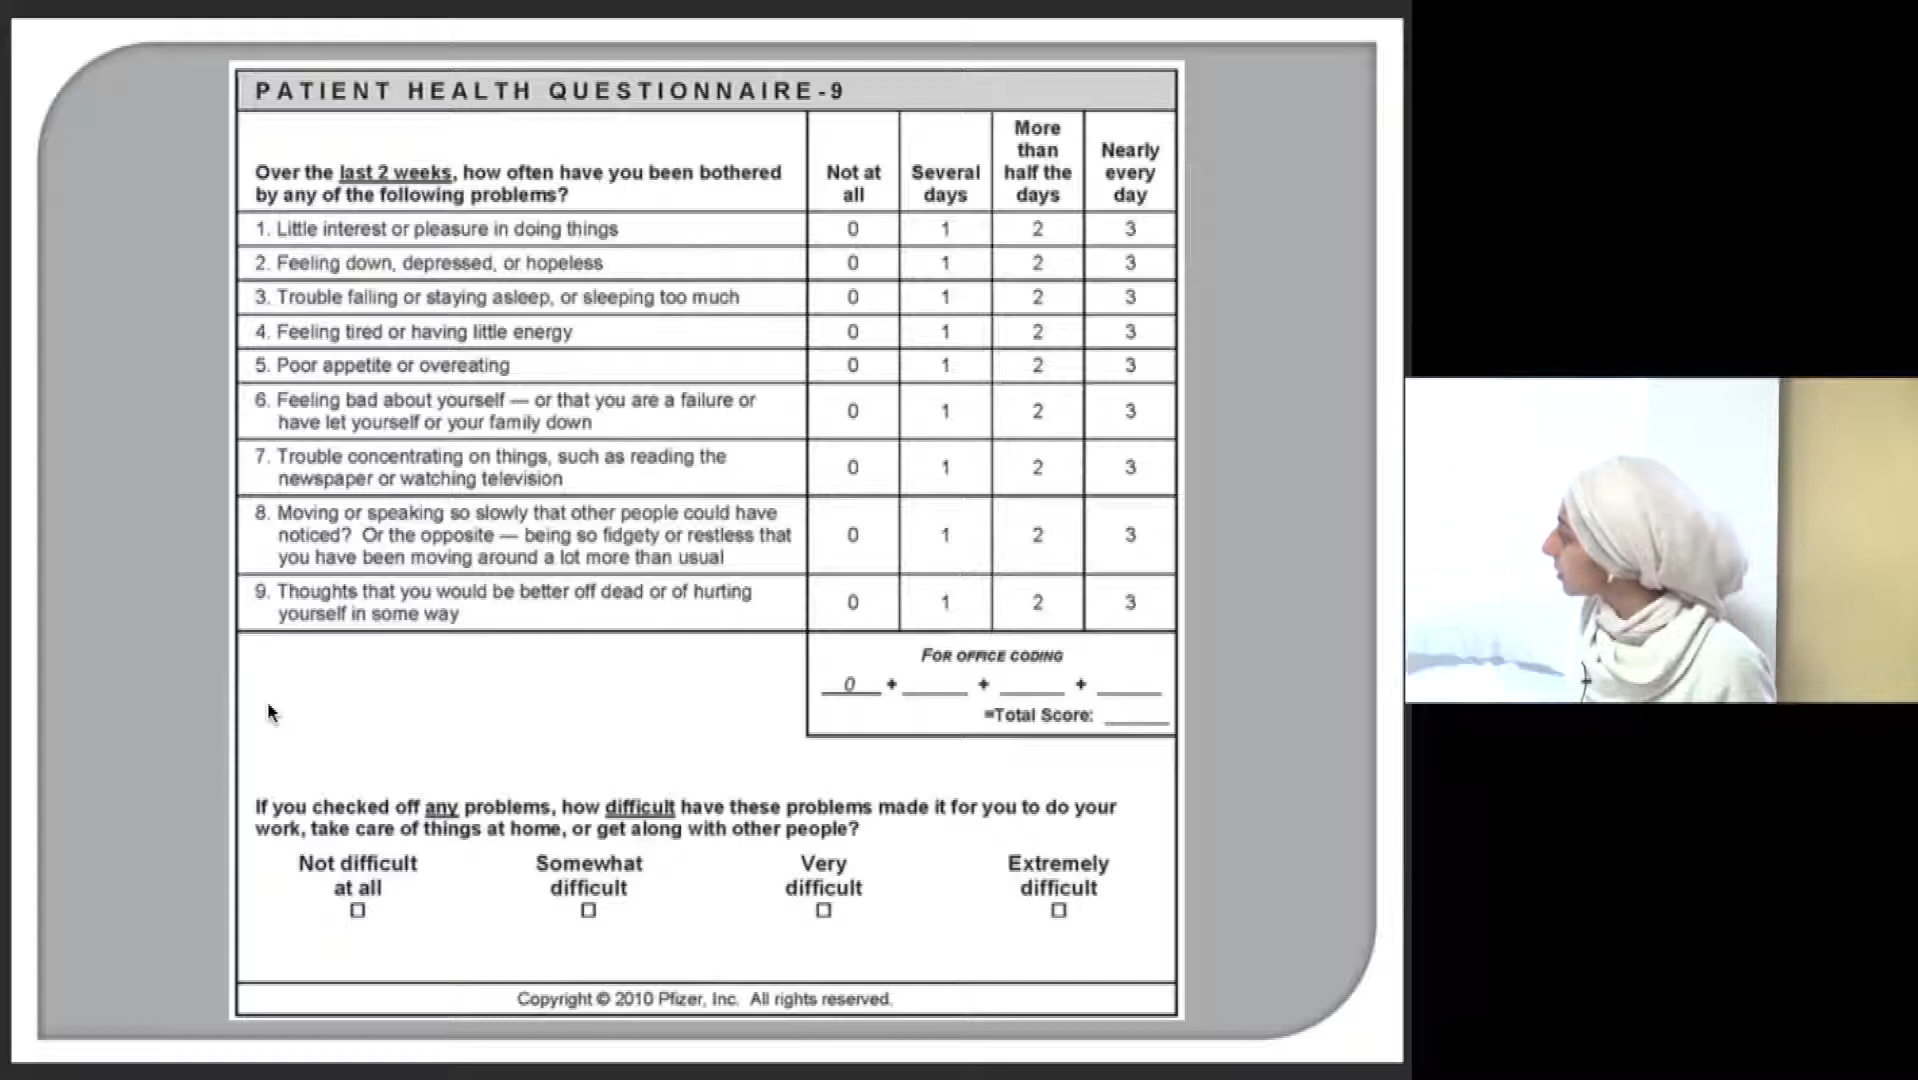 PATIENT HEALTH QUESTIONNAIRE-9
Over the last 2 weeks, how often have you been bothered
by any of the following problems?
Not at
all
Several
days
More
than
half the
days
Nearly
every
day
1. Little interest or pleasure in doing things 0 1 2 3
2. Feeling down, depressed, or hopeless 0 1 2 3
3. Trouble falling or staying asleep, or sleeping too much 0 1 2 3
4. Feeling tired or having little energy 0 1 2 3
5. Poor appetite or overeating 0 1 2 3
6. Feeling bad about yourself — or that you are a failure or
have let yourself or your family down 0 1 2 3
7. Trouble concentrating on things, such as reading the
newspaper or watching television 0 1 2 3
8. Moving or speaking so slowly that other people could have
noticed? Or the opposite — being so fidgety or restless that
you have been moving around a lot more than usual 0 1 2 3
9. Thoughts that you would be better off dead or of hurting
yourself in some way 0 1 2 3
FOR OFFICE CODING
0 + ______ + ______ + ______
=Total Score: ______
If you checked off any problems, how difficult have these problems made it for you to do your
work, take care of things at home, or get along with other people?
Not difficult
at all
Somewhat
difficult
Very
difficult
Extremely
difficult
Copyright © 2010 Pfizer, Inc. All rights reserved.